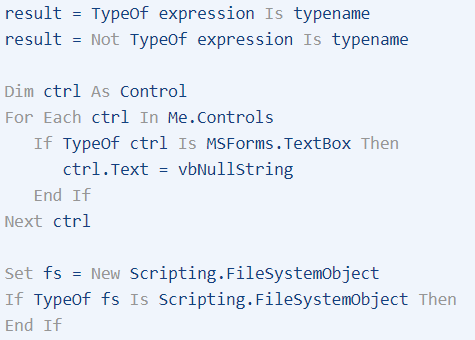 result = TypeOf expression Is typename
result = Not TypeOf expression Is typename

Dim ctrl As Control
For Each ctrl In Me.Controls
   If TypeOf ctrl Is MSForms.TextBox Then
      ctrl.Text = vbNullString
   End If
Next ctrl

Set fs = New Scripting.FileSystemObject
If TypeOf fs Is Scripting.FileSystemObject Then
End If